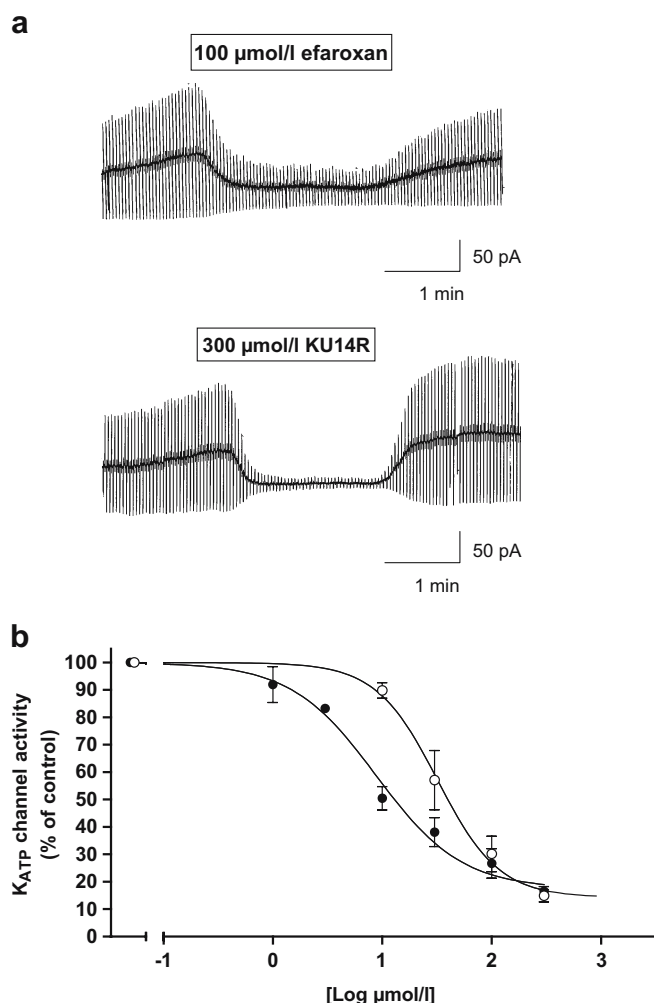 a
100 µmol/l efaroxan
50 pA
1 min
300 µmol/l KU14R
50 pA
1 min
b
K_ATP channel activity
(% of control)
100
90
80
70
60
50
40
30
20
10
0
-1 0 1 2 3
[Log µmol/l]